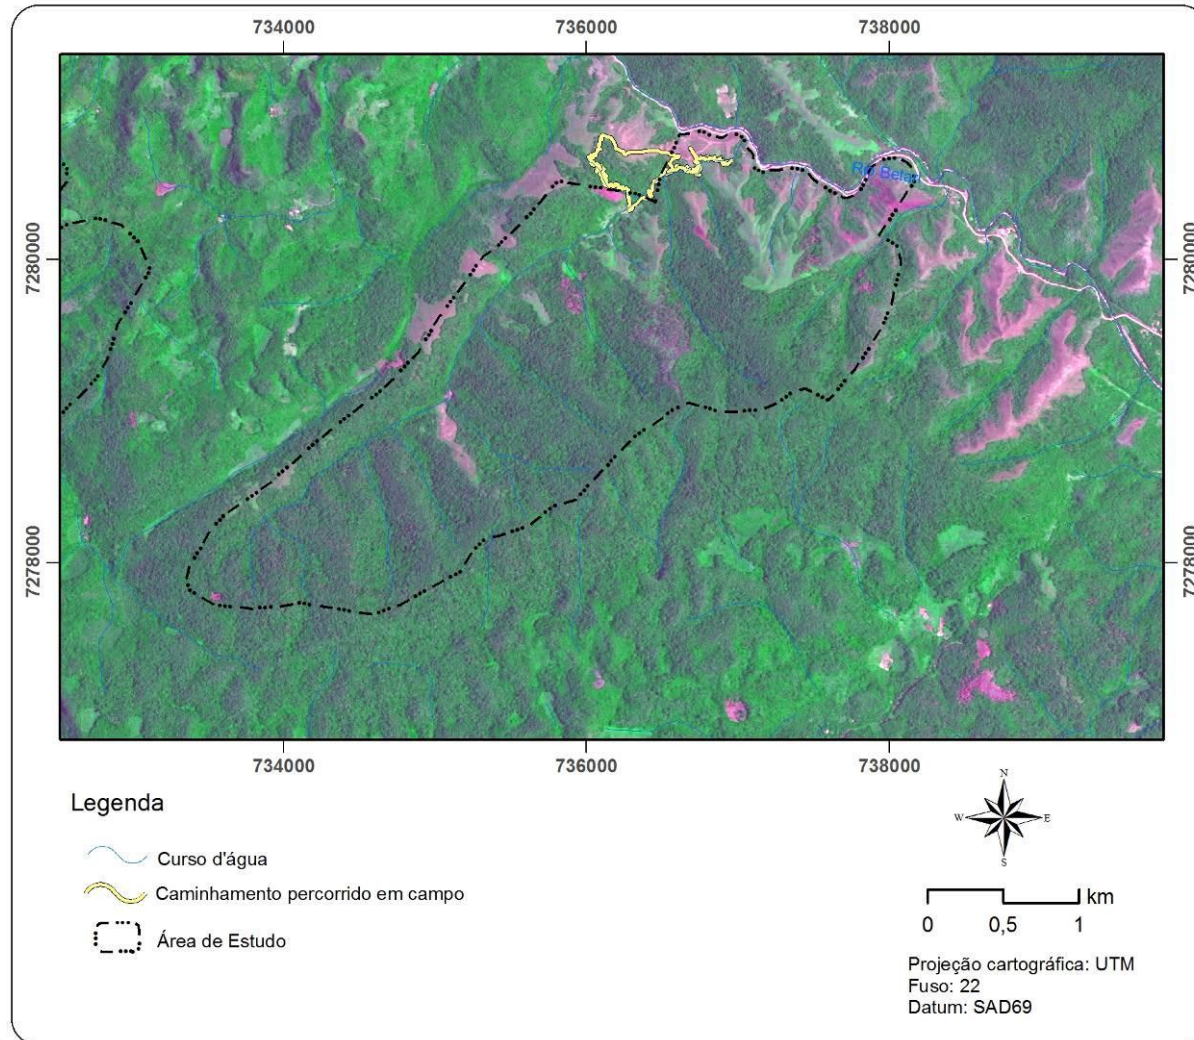 734000 736000 738000
Rio Betar
7280000 7280000
7278000 7278000
734000 736000 738000
Legenda
Curso d'água
Caminhamento percorrido em campo
Área de Estudo
N
W E
S
km
0 0,5 1
Projeção cartográfica: UTM
Fuso: 22
Datum: SAD69